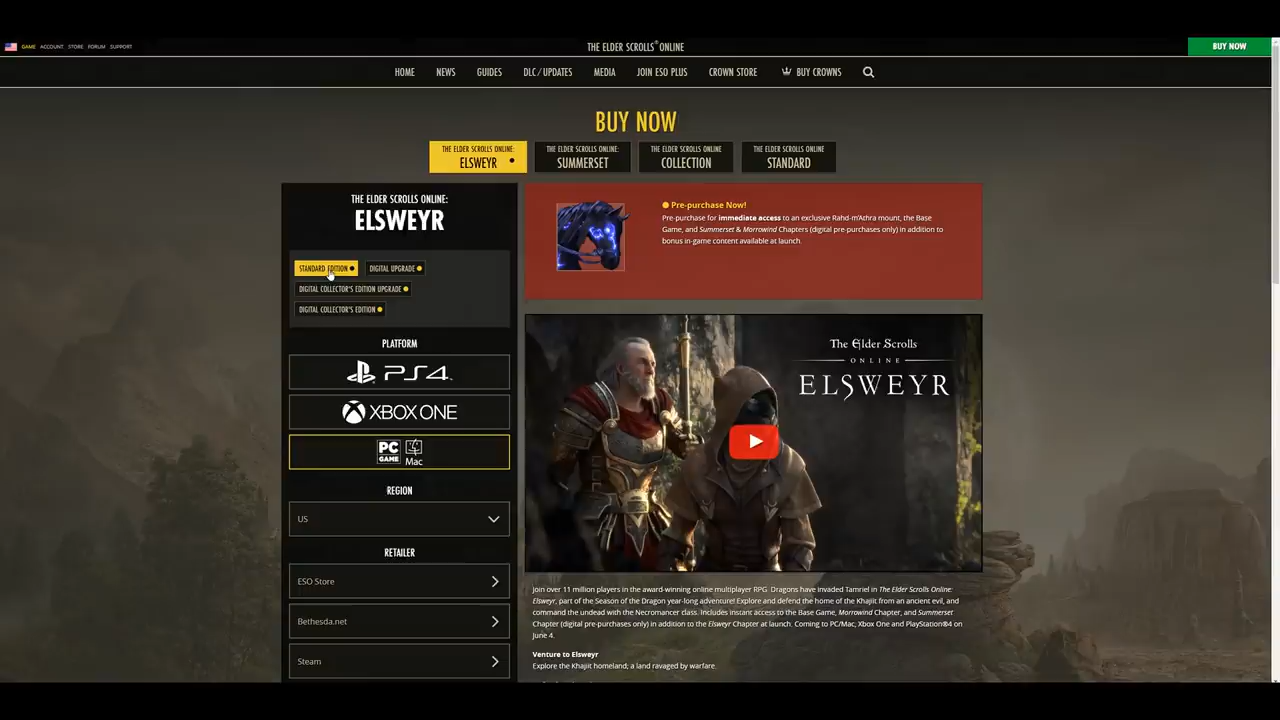 GAME ACCOUNT STORE FORUM SUPPORT
THE ELDER SCROLLS® ONLINE
BUY NOW
HOME NEWS GUIDES DLC/UPDATES MEDIA JOIN ESO PLUS CROWN STORE BUY CROWNS
BUY NOW
THE ELDER SCROLLS ONLINE:
ELSWEYR
THE ELDER SCROLLS ONLINE:
SUMMERSET
THE ELDER SCROLLS ONLINE
COLLECTION
THE ELDER SCROLLS ONLINE
STANDARD
THE ELDER SCROLLS ONLINE:
ELSWEYR
STANDARD EDITION
DIGITAL UPGRADE
DIGITAL COLLECTOR'S EDITION UPGRADE
DIGITAL COLLECTOR'S EDITION
PLATFORM
PS4
XBOX ONE
PC GAME Mac
REGION
US
RETAILER
ESO Store
Bethesda.net
Steam
Pre-purchase Now!
Pre-purchase for immediate access to an exclusive Rahd-m'Athra mount, the Base
Game, and Summerset & Morrowind Chapters (digital pre-purchases only) in addition to
bonus in-game content available at launch.
The Elder Scrolls
ONLINE
ELSWEYR
Join over 11 million players in the award-winning online multiplayer RPG. Dragons have invaded Tamriel in The Elder Scrolls Online:
Elsweyr, part of the Season of the Dragon year-long adventure! Explore and defend the home of the Khajiit from an ancient evil, and
command the undead with the Necromancer class. Includes instant access to the Base Game, Morrowind Chapter, and Summerset
Chapter (digital pre-purchases only) in addition to the Elsweyr Chapter at launch. Coming to PC/Mac, Xbox One and PlayStation®4 on
June 4.
Venture to Elsweyr
Explore the Khajiit homeland; a land ravaged by warfare.